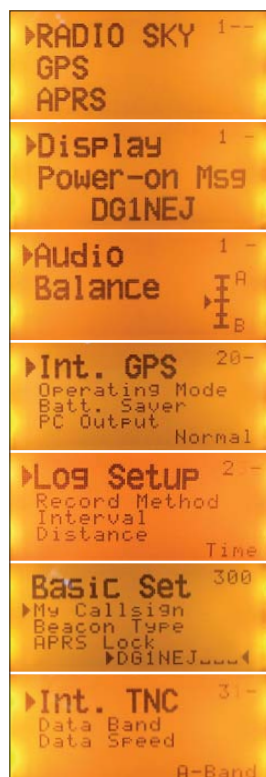 ▶RADIO SKY 1--
GPS
APRS
▶Display 1 -
Power-on Msg
DG1NEJ
▶Audio 1 -
Balance
A
B
▶Int. GPS 20-
Operating Mode
Batt. Saver
PC Output
Normal
▶Log Setup 2 -
Record Method
Interval
Distance
Time
Basic Set 300
▶My Callsign
Beacon Type
APRS Lock
▶DG1NEJ␣␣␣◀
▶Int. TNC 3 -
Data Band
Data Speed
A-Band